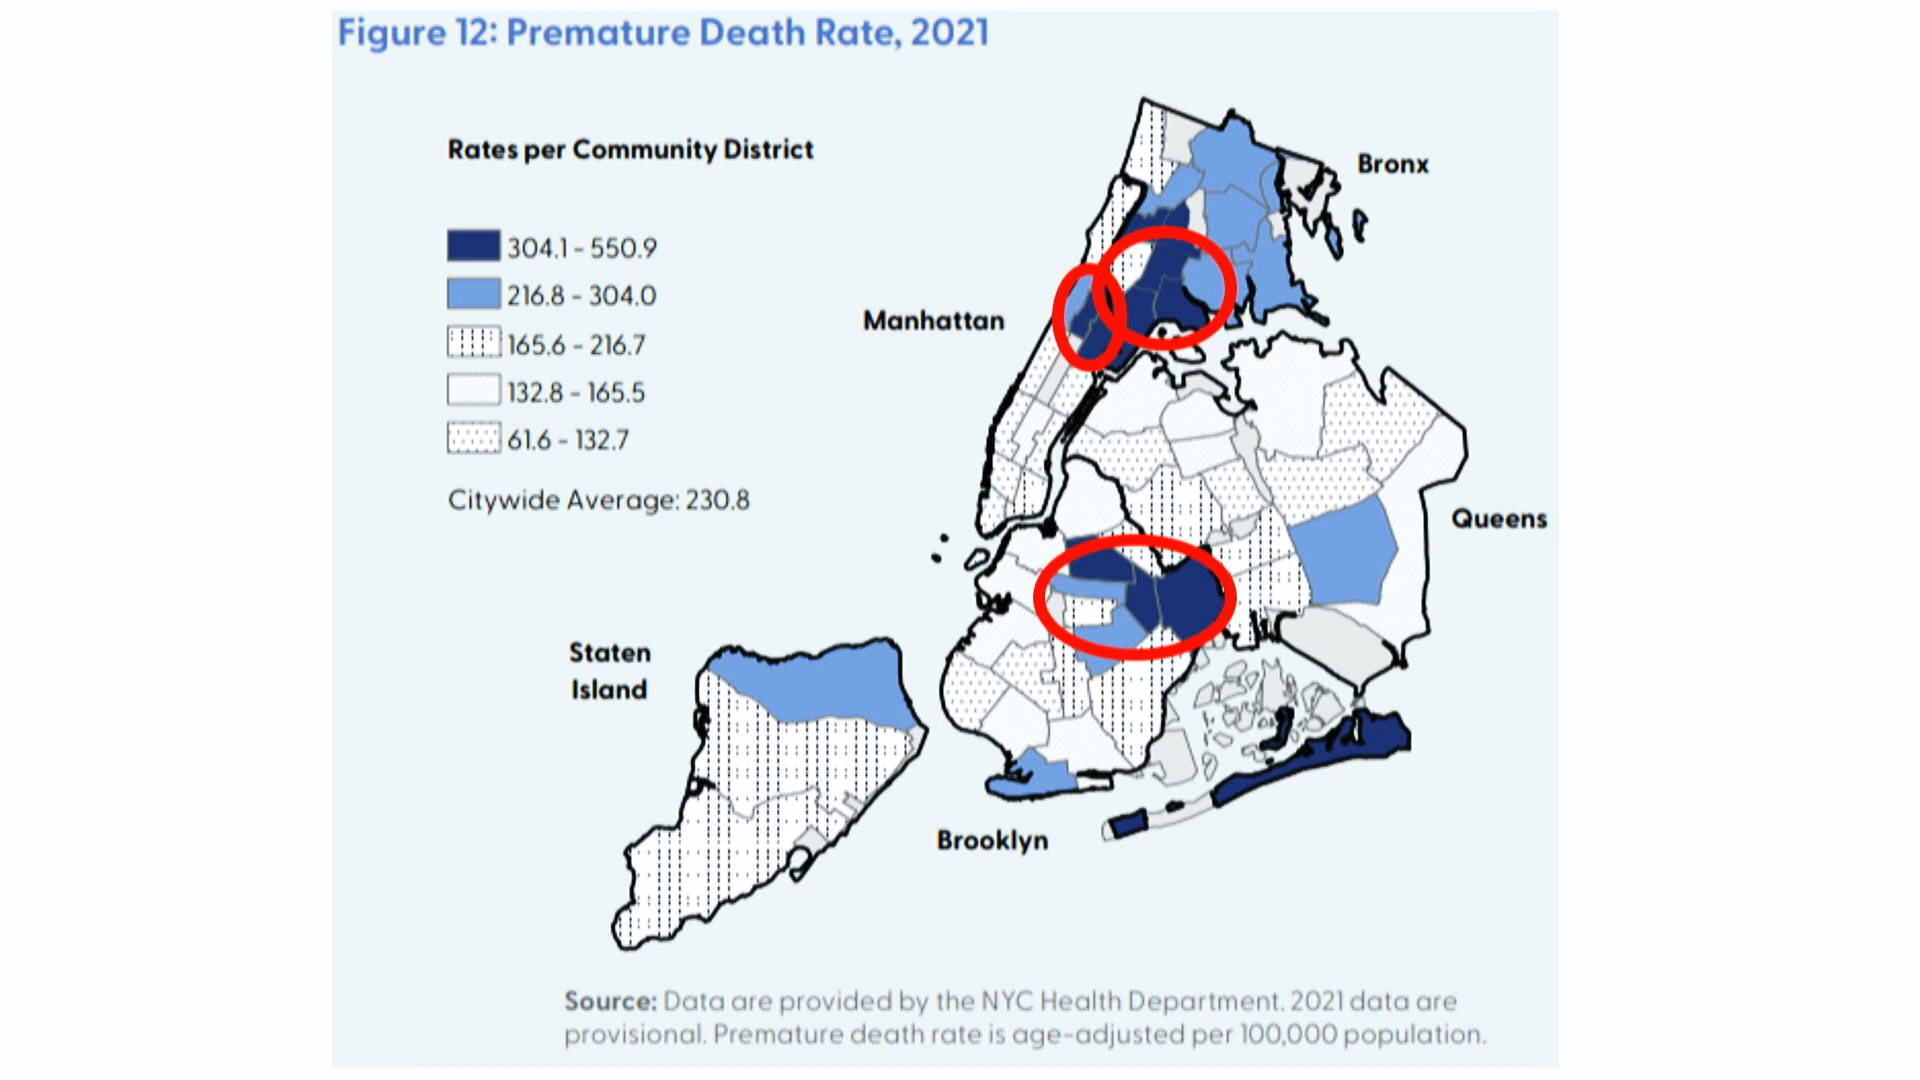 Figure 12: Premature Death Rate, 2021
Rates per Community District
304.1 - 550.9
216.8 - 304.0
165.6 - 216.7
132.8 - 165.5
61.6 - 132.7
Citywide Average: 230.8
Bronx
Manhattan
Queens
Staten
Island
Brooklyn
Source: Data are provided by the NYC Health Department. 2021 data are
provisional. Premature death rate is age-adjusted per 100,000 population.